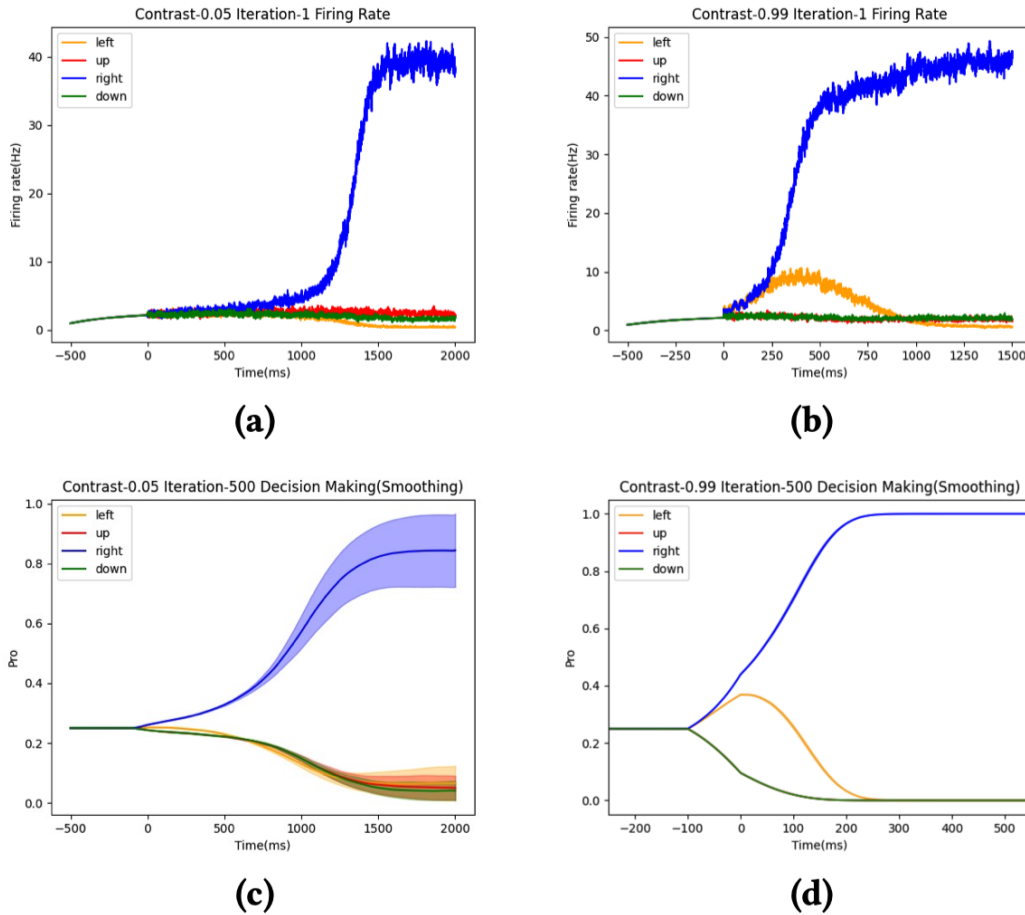 Contrast-0.05 Iteration-1 Firing Rate
left
up
right
down
Firing rate(Hz)
40
30
20
10
0
−500
0
500
1000
1500
2000
Time(ms)
(a)
Contrast-0.99 Iteration-1 Firing Rate
left
up
right
down
Firing rate(Hz)
50
40
30
20
10
0
−500
−250
0
250
500
750
1000
1250
1500
Time(ms)
(b)
Contrast-0.05 Iteration-500 Decision Making(Smoothing)
left
up
right
down
Pro
1.0
0.8
0.6
0.4
0.2
0.0
−500
0
500
1000
1500
2000
Time(ms)
(c)
Contrast-0.99 Iteration-500 Decision Making(Smoothing)
left
up
right
down
Pro
1.0
0.8
0.6
0.4
0.2
0.0
−200
−100
0
100
200
300
400
500
Time(ms)
(d)